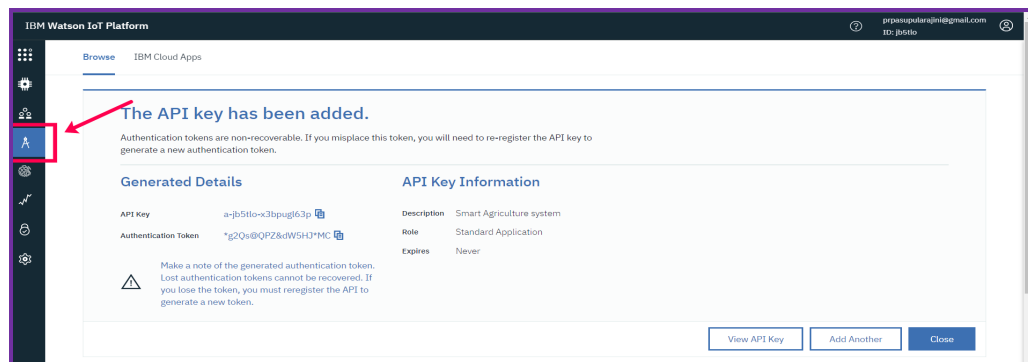 IBM Watson IoT Platform
prpasupularajini@gmail.com
ID: jb5tlo
Browse IBM Cloud Apps
The API key has been added.
Authentication tokens are non-recoverable. If you misplace this token, you will need to re-register the API key to
generate a new authentication token.
Generated Details
API Key a-jb5tlo-x3bpugl63p
Authentication Token *g2Qs@QPZ&dW5HJ*MC
Make a note of the generated authentication token.
Lost authentication tokens cannot be recovered. If
you lose the token, you must reregister the API to
generate a new token.
API Key Information
Description Smart Agriculture system
Role Standard Application
Expires Never
View API Key Add Another Close